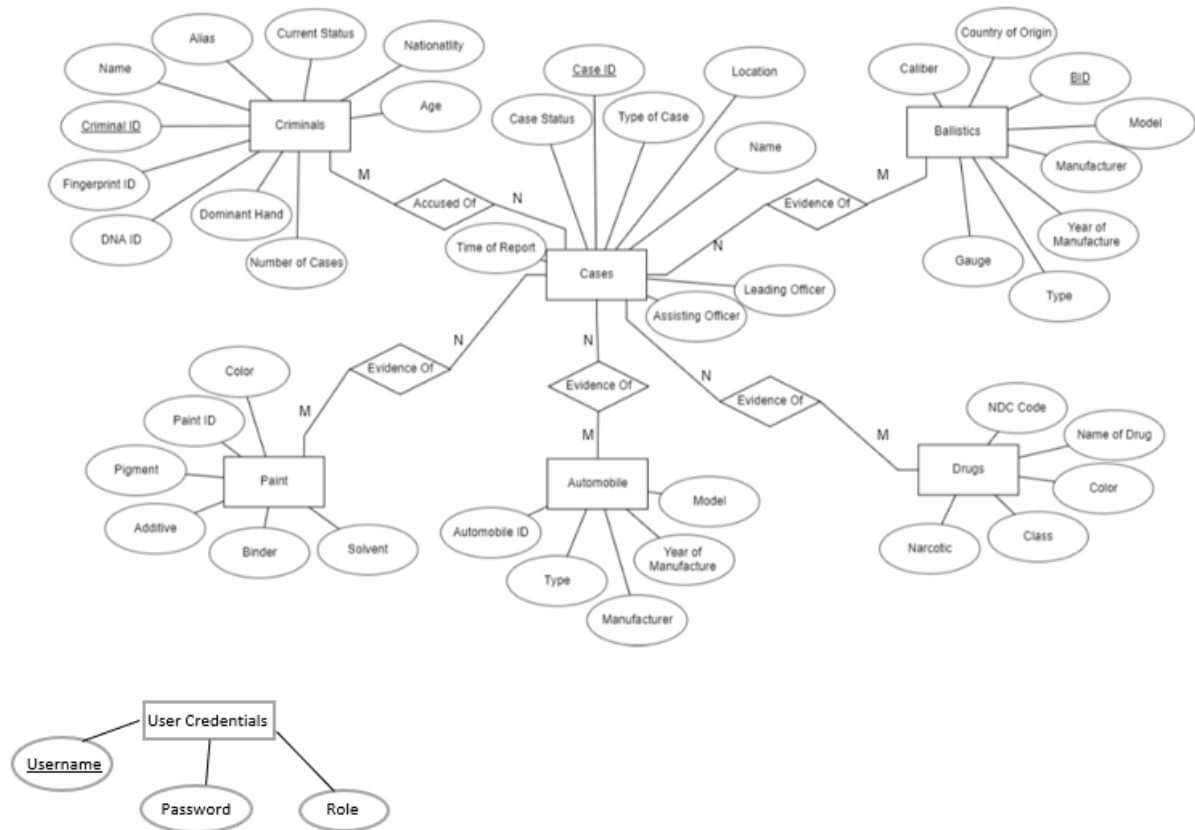 Alias
Current Status
Nationatlity
Name
Criminals
Age
Criminal ID
Fingerprint ID
DNA ID
Dominant Hand
Number of Cases
M
Accused Of
N
Case ID
Location
Case Status
Type of Case
Name
Time of Report
Cases
Leading Officer
Assisting Officer
Country of Origin
Caliber
BID
Ballistics
Model
Manufacturer
Year of
Manufacture
Gauge
Type
M
Evidence Of
N
N
Evidence Of
M
Color
Paint ID
Pigment
Paint
Additive
Binder
Solvent
N
Evidence Of
M
Automobile
Model
Automobile ID
Year of
Manufacture
Type
Manufacturer
N
Evidence Of
M
NDC Code
Name of Drug
Drugs
Color
Class
Narcotic
User Credentials
Username
Password
Role